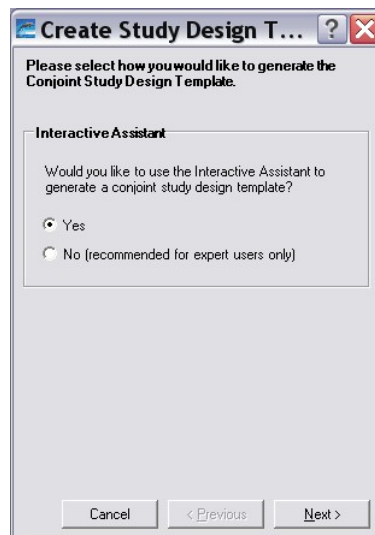 Create Study Design T... ?
Please select how you would like to generate the
Conjoint Study Design Template.
Interactive Assistant
Would you like to use the Interactive Assistant to
generate a conjoint study design template?
Yes
No (recommended for expert users only)
Cancel < Previous Next >